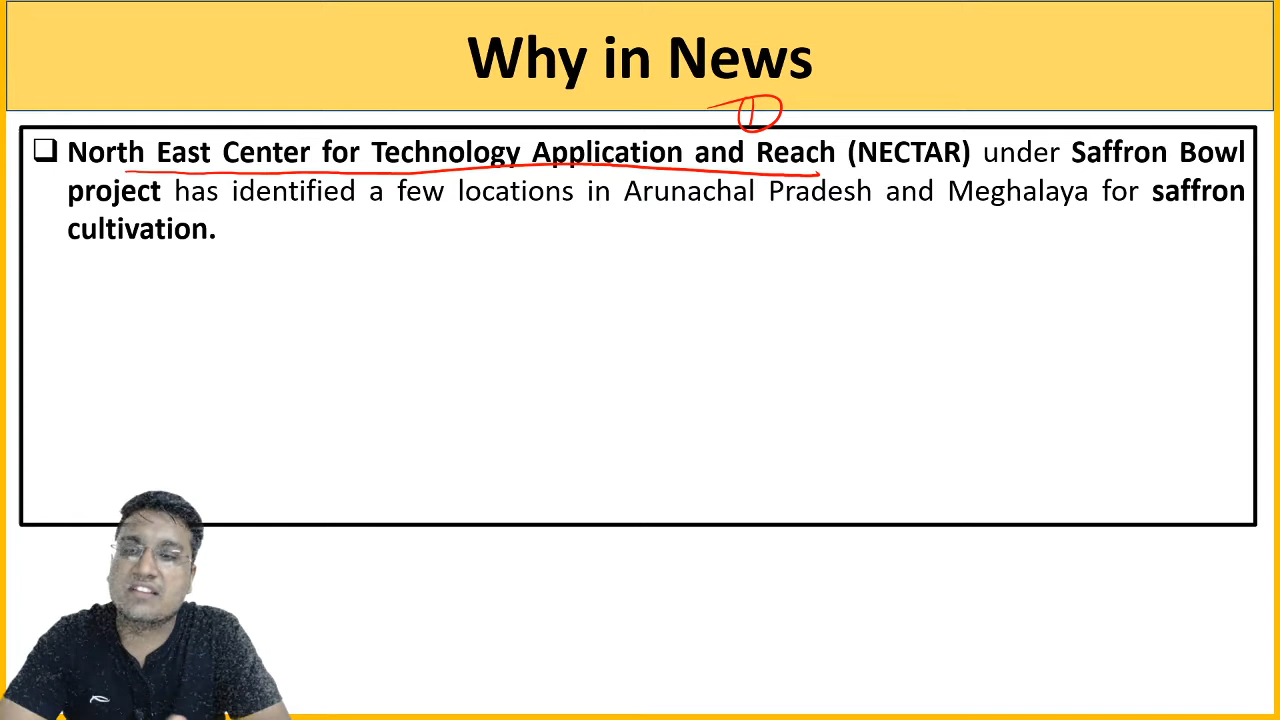 Why in News
North East Center for Technology Application and Reach (NECTAR) under Saffron Bowl
project has identified a few locations in Arunachal Pradesh and Meghalaya for saffron
cultivation.